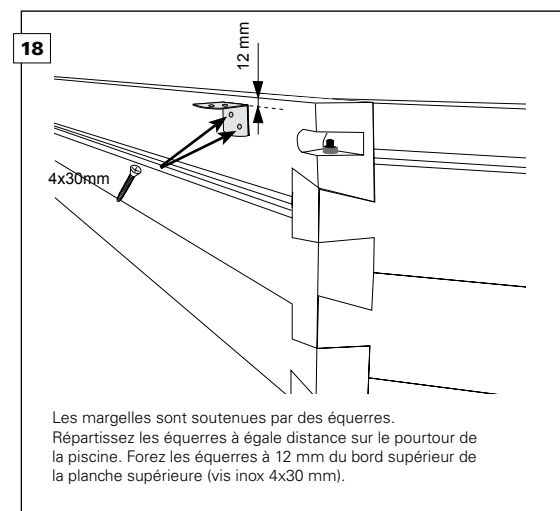 18
12 mm
4x30mm
Les margelles sont soutenues par des équerres.
Répartissez les équerres à égale distance sur le pourtour de
la piscine. Forez les équerres à 12 mm du bord supérieur de
la planche supérieure (vis inox 4x30 mm).